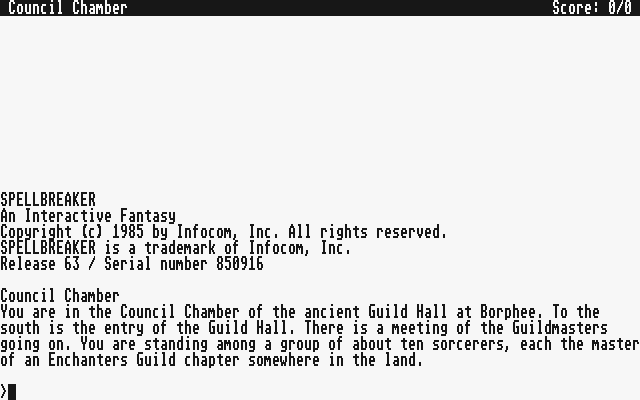 Council Chamber Score: 0/0
SPELLBREAKER
An Interactive Fantasy
Copyright (c) 1985 by Infocom, Inc. All rights reserved.
SPELLBREAKER is a trademark of Infocom, Inc.
Release 63 / Serial number 850916
Council Chamber
You are in the Council Chamber of the ancient Guild Hall at Borphee. To the
south is the entry of the Guild Hall. There is a meeting of the Guildmasters
going on. You are standing among a group of about ten sorcerers, each the master
of an Enchanters Guild chapter somewhere in the land.
>